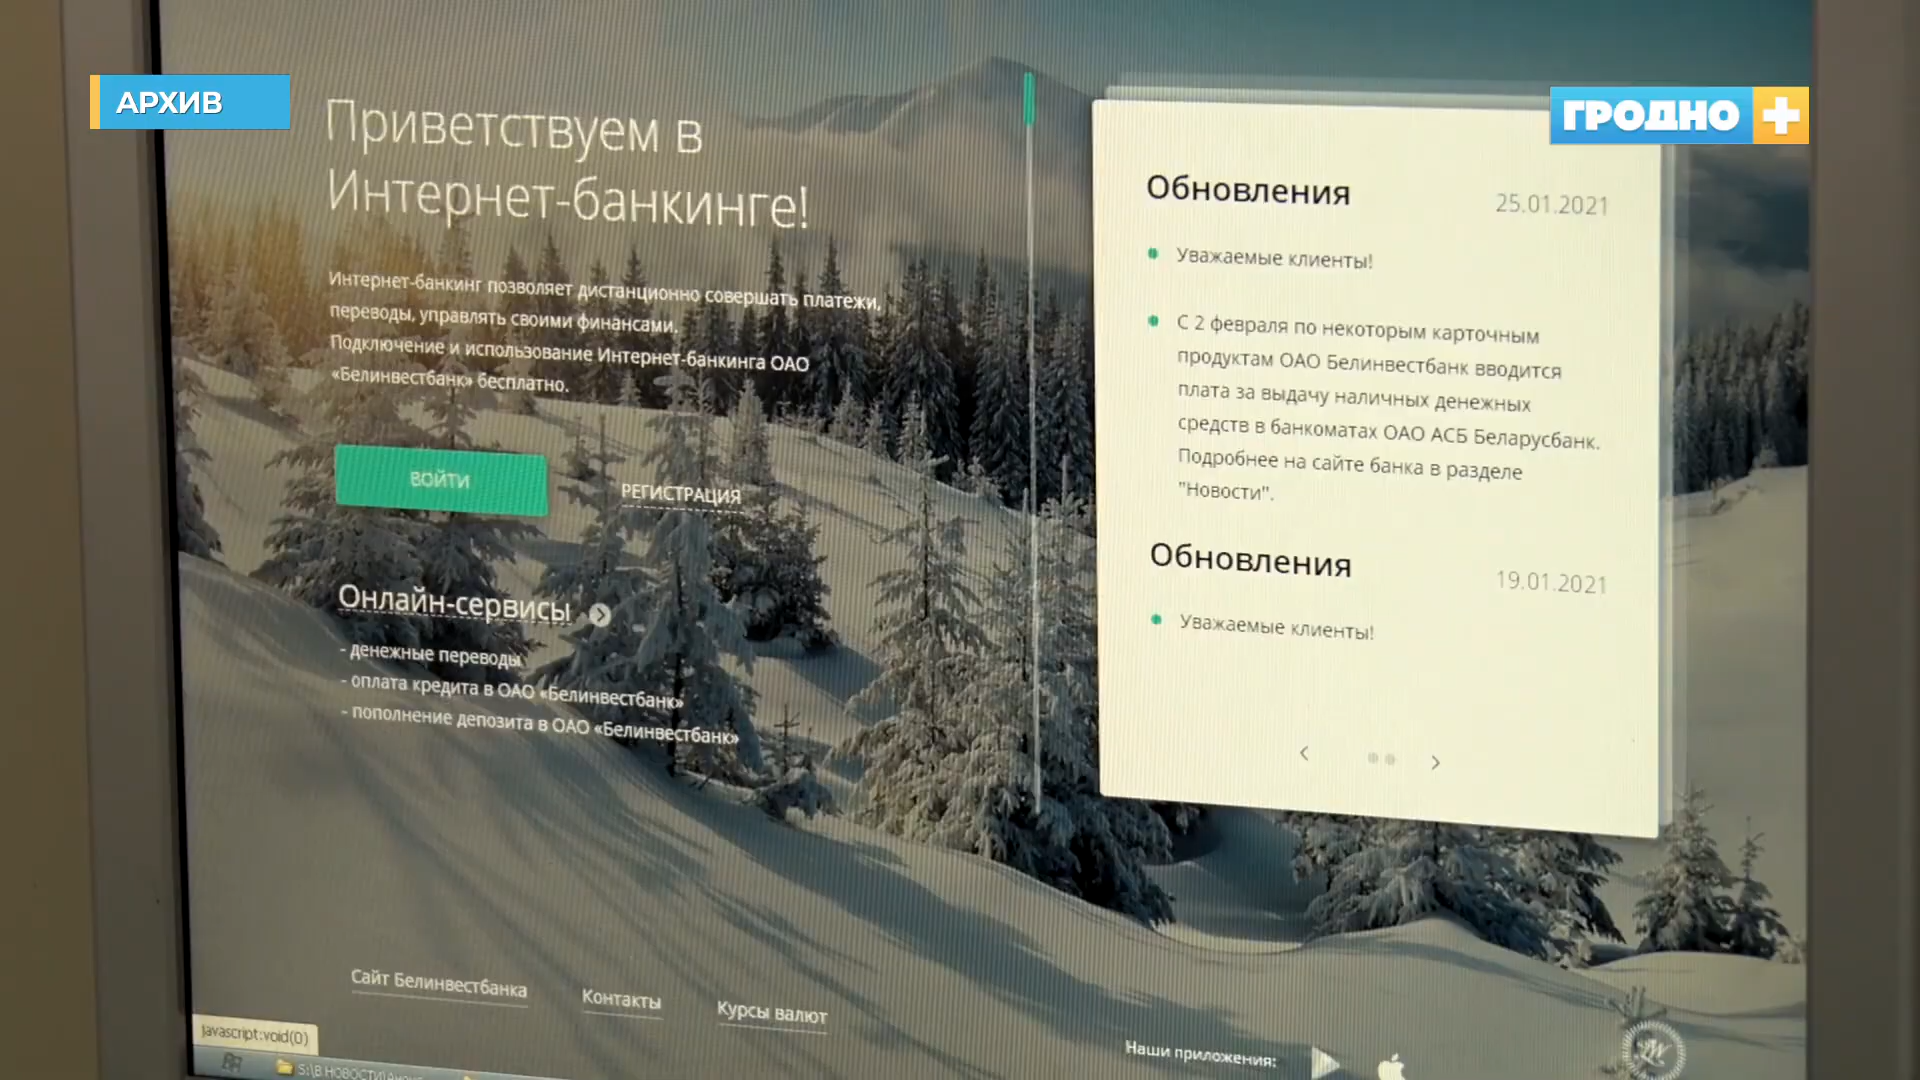 АРХИВ
ГРОДНО +
Приветствуем в
Интернет-банкинге!
Интернет-банкинг позволяет дистанционно совершать платежи,
переводы, управлять своими финансами.
Подключение и использование Интернет-банкинга ОАО
«Белинвестбанк» бесплатно.
ВОЙТИ
РЕГИСТРАЦИЯ
Онлайн-сервисы
- денежные переводы
- оплата кредита в ОАО «Белинвестбанк»
- пополнение депозита в ОАО «Белинвестбанк»
Обновления
25.01.2021
Уважаемые клиенты!
С 2 февраля по некоторым карточным
продуктам ОАО Белинвестбанк вводится
плата за выдачу наличных денежных
средств в банкоматах ОАО АСБ Беларусбанк.
Подробнее на сайте банка в разделе
"Новости".
Обновления
19.01.2021
Уважаемые клиенты!
Сайт Белинвестбанка
Контакты
Курсы валют
Наши приложения:
javascript:void(0)
S:\В НОВОСТИ\